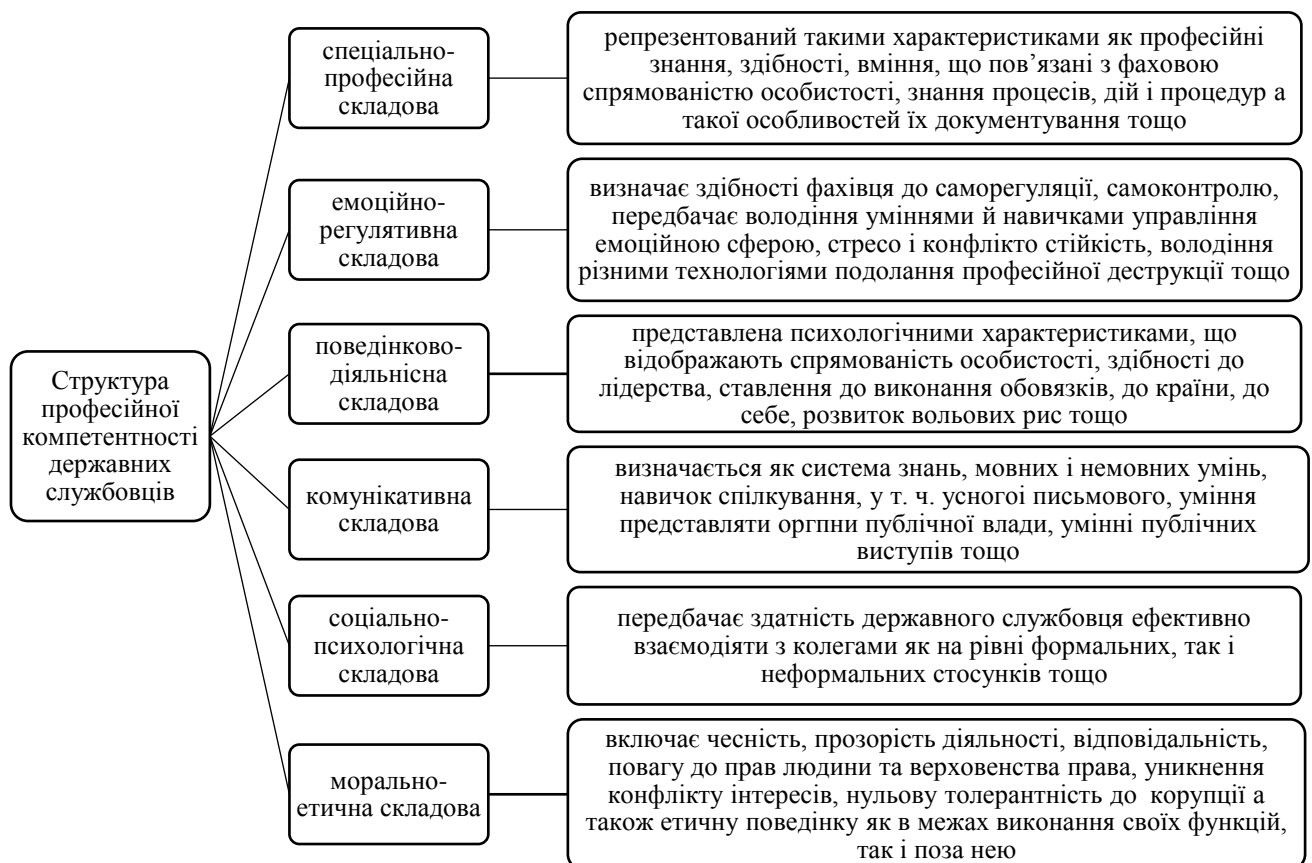 Структура
професійної
компетентності
державних
службовців
спеціально-
професійна
складова
репрезентований такими характеристиками як професійні
знання, здібності, вміння, що пов’язані з фаховою
спрямованістю особистості, знання процесів, дій і процедур а
такої особливостей їх документування тощо
емоційно-
регулятивна
складова
визначає здібності фахівця до саморегуляції, самоконтролю,
передбачає володіння уміннями й навичками управління
емоційною сферою, стресо і конфлікто стійкість, володіння
різними технологіями подолання професійної деструкції тощо
поведінково-
діяльнісна
складова
представлена психологічними характеристиками, що
відображають спрямованість особистості, здібності до
лідерства, ставлення до виконання обовязків, до країни, до
себе, розвиток вольових рис тощо
комунікативна
складова
визначається як система знань, мовних і немовних умінь,
навичок спілкування, у т. ч. усногоі письмового, уміння
представляти оргпни публічної влади, умінні публічних
виступів тощо
соціально-
психологічна
складова
передбачає здатність державного службовця ефективно
взаємодіяти з колегами як на рівні формальних, так і
неформальних стосунків тощо
морально-
етична складова
включає чесність, прозорість діяльності, відповідальність,
повагу до прав людини та верховенства права, уникнення
конфлікту інтересів, нульову толерантність до корупції а
також етичну поведінку як в межах виконання своїх функцій,
так і поза нею